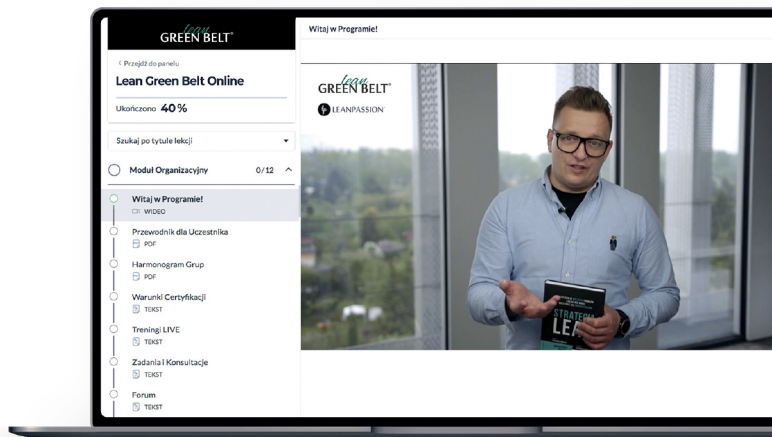 lean
GREEN BELT
Przejdź do panelu
Lean Green Belt Online
Ukończono 40%
Szukaj po tytule lekcji
Moduł Organizacyjny 0/12
Witaj w Programie!
WIDEO
Przewodnik dla Uczestnika
PDF
Harmonogram Grup
PDF
Warunki Certyfikacji
TEKST
Treningi LIVE
TEKST
Zadania i Konsultacje
TEKST
Forum
TEKST
Witaj w Programie!
lean
GREEN BELT
LEANPASSION
STRATEGIA
LEA